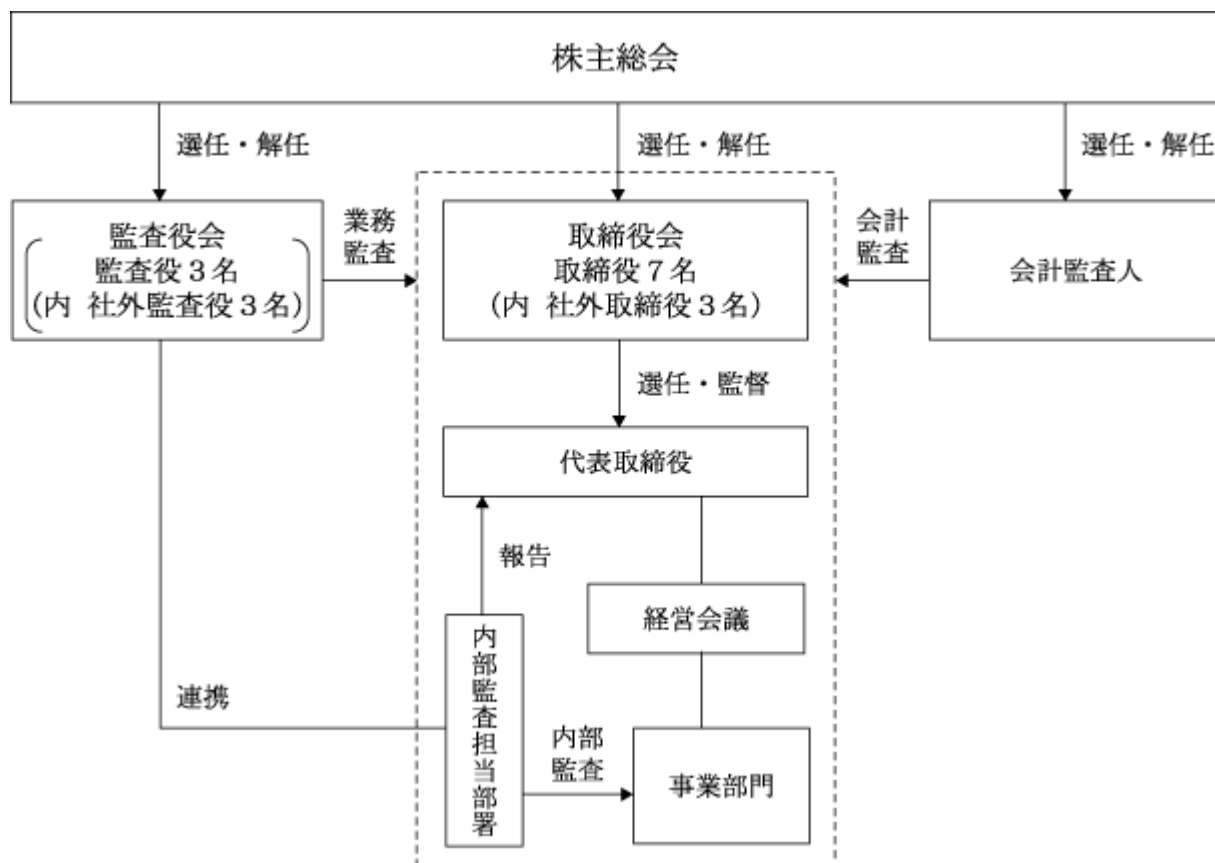 株主総会
選任・解任
選任・解任
選任・解任
監査役会
監査役3名
(内 社外監査役3名)
業務
監査
取締役会
取締役7名
(内 社外取締役3名)
会計
監査
会計監査人
選任・監督
代表取締役
報告
経営会議
連携
内部監査担当部署
内部
監査
事業部門